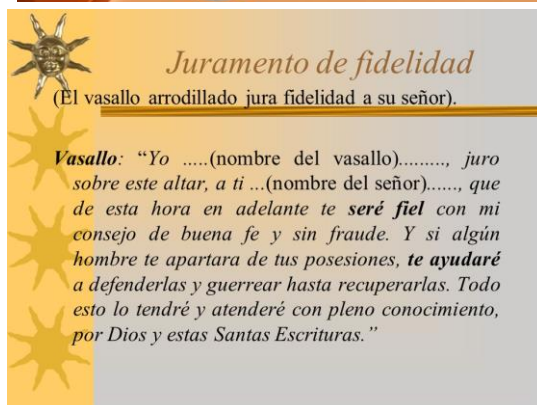 Juramento de fidelidad
(El vasallo arrodillado jura fidelidad a su señor).
Vasallo: “Yo .....(nombre del vasallo)........., juro
sobre este altar, a ti ...(nombre del señor)......, que
de esta hora en adelante te seré fiel con mi
consejo de buena fe y sin fraude. Y si algún
hombre te apartara de tus posesiones, te ayudaré
a defenderlas y guerrear hasta recuperarlas. Todo
esto lo tendré y atenderé con pleno conocimiento,
por Dios y estas Santas Escrituras.”